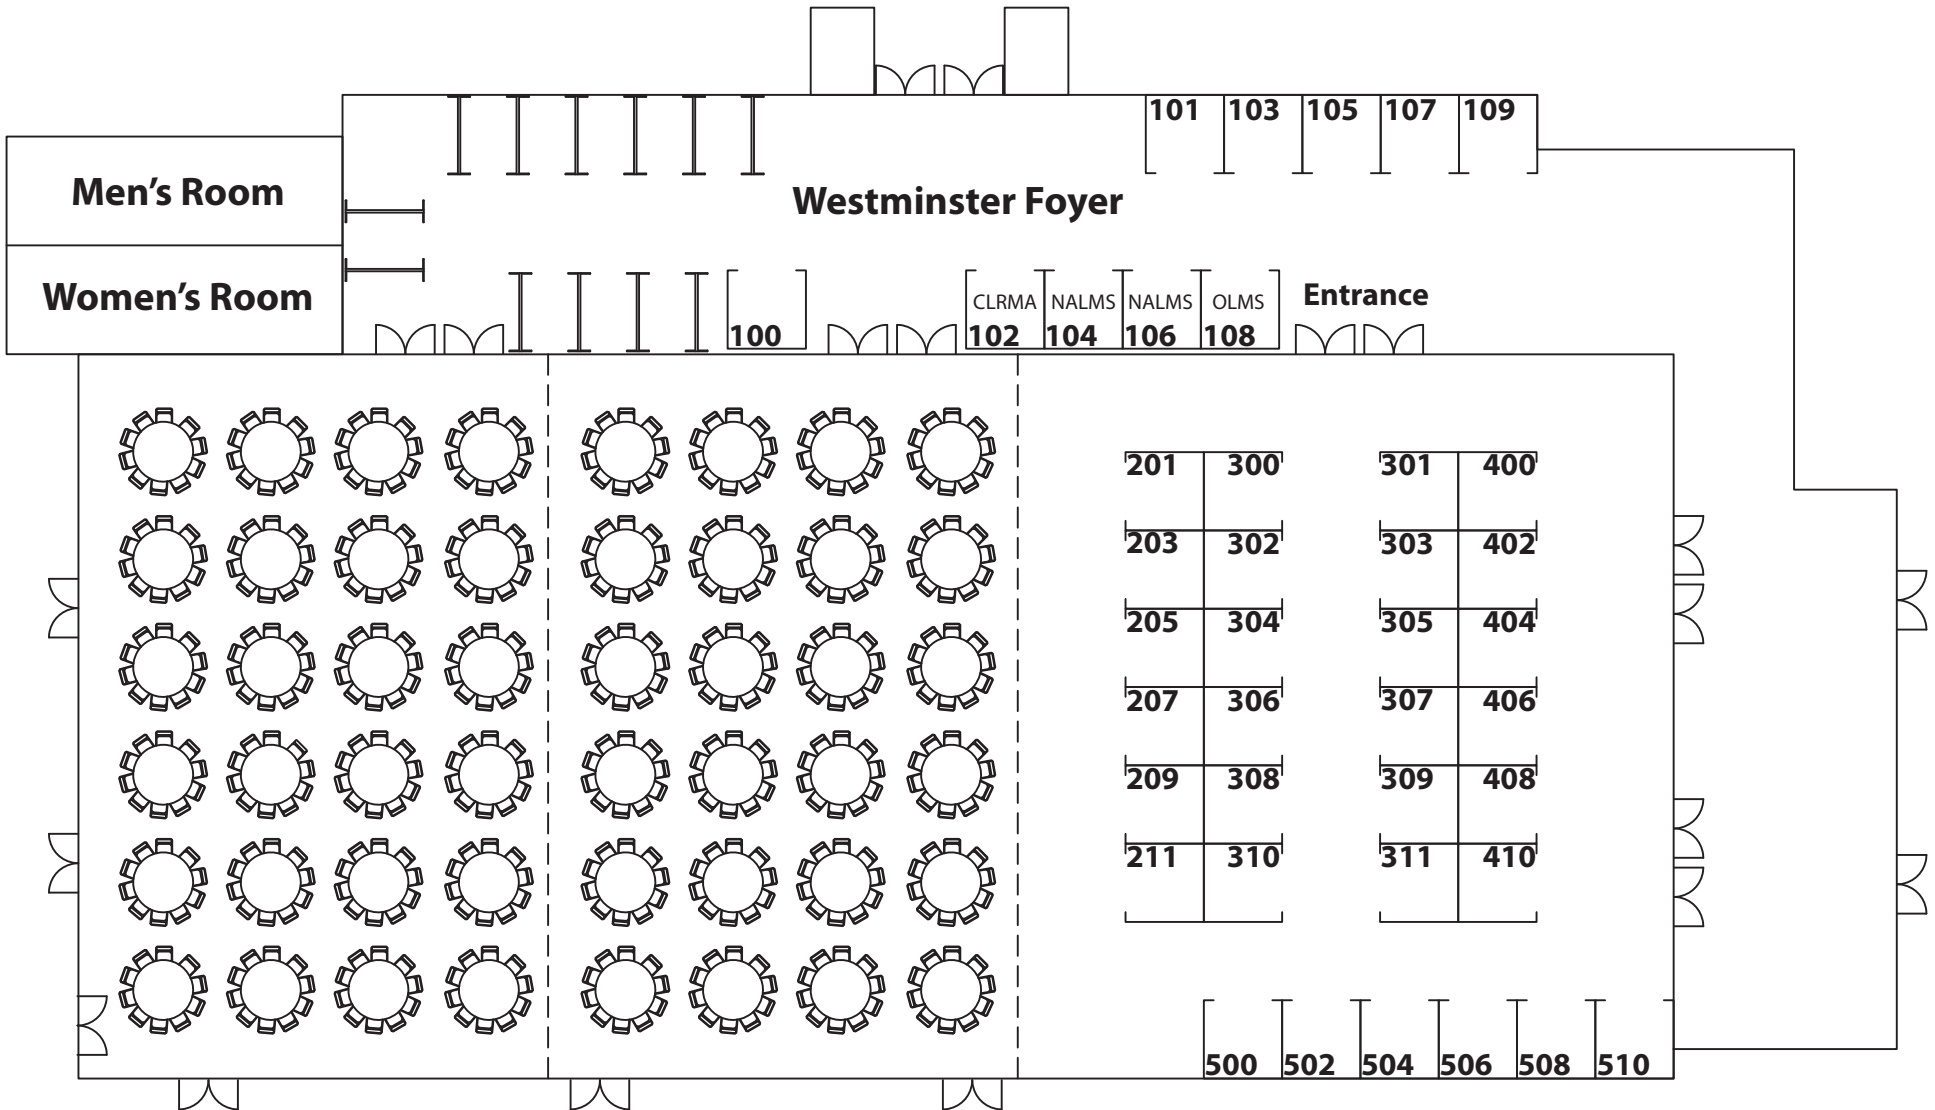 101 103 105 107 109
Men's Room
Westminster Foyer
Women's Room
Entrance
CLRMA NALMS NALMS OLMS
100 102 104 106 108
201 300 301 400
203 302 303 402
205 304 305 404
207 306 307 406
209 308 309 408
211 310 311 410
500 502 504 506 508 510